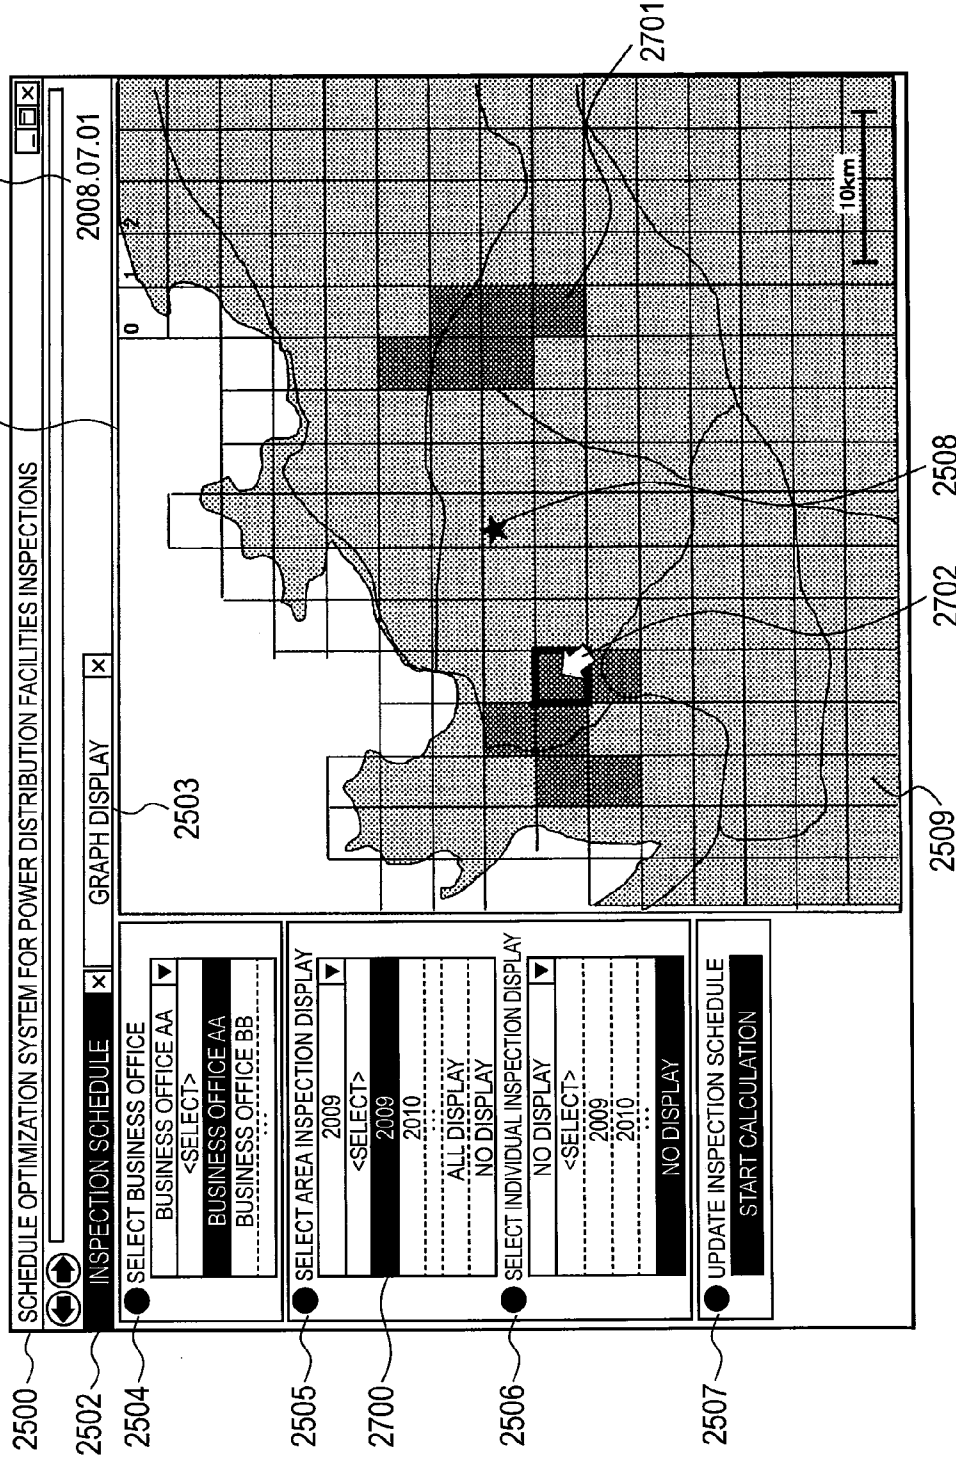 2500
SCHEDULE OPTIMIZATION SYSTEM FOR POWER DISTRIBUTION FACILITIES INSPECTIONS
2008.07.01
2502
INSPECTION SCHEDULE
GRAPH DISPLAY
2503
2504
SELECT BUSINESS OFFICE
BUSINESS OFFICE AA
<SELECT>
BUSINESS OFFICE AA
BUSINESS OFFICE BB
...
2505
SELECT AREA INSPECTION DISPLAY
2009
<SELECT>
2700
2009
2010
...
ALL DISPLAY
NO DISPLAY
2506
SELECT INDIVIDUAL INSPECTION DISPLAY
NO DISPLAY
<SELECT>
2009
2010
...
NO DISPLAY
2507
UPDATE INSPECTION SCHEDULE
START CALCULATION
0
1
2
10km
2701
2508
2702
2509